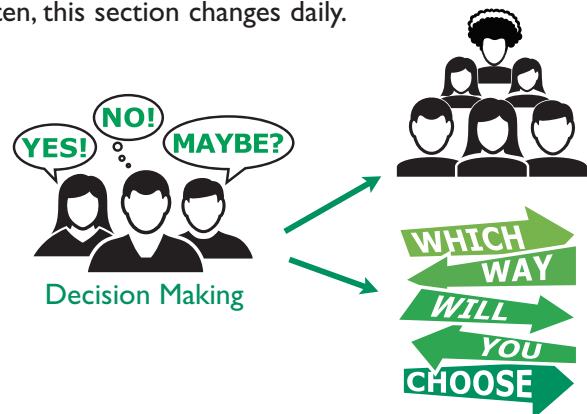 ten, this section changes daily.
NO!
YES!
MAYBE?
Decision Making
WHICH
WAY
WILL
YOU
CHOOSE